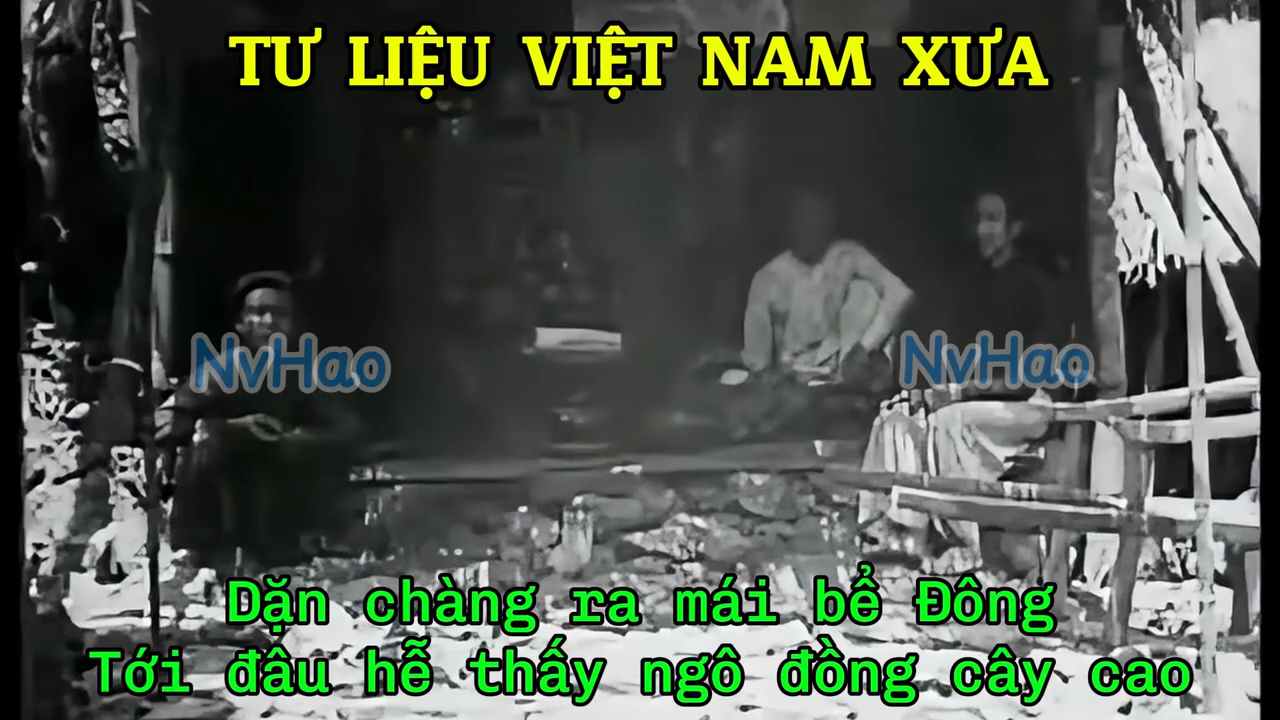 TƯ LIỆU VIỆT NAM XƯA
NvHao NvHao
Dặn chàng ra mái bể Đông
Tới đâu hễ thấy ngô đồng cây cao